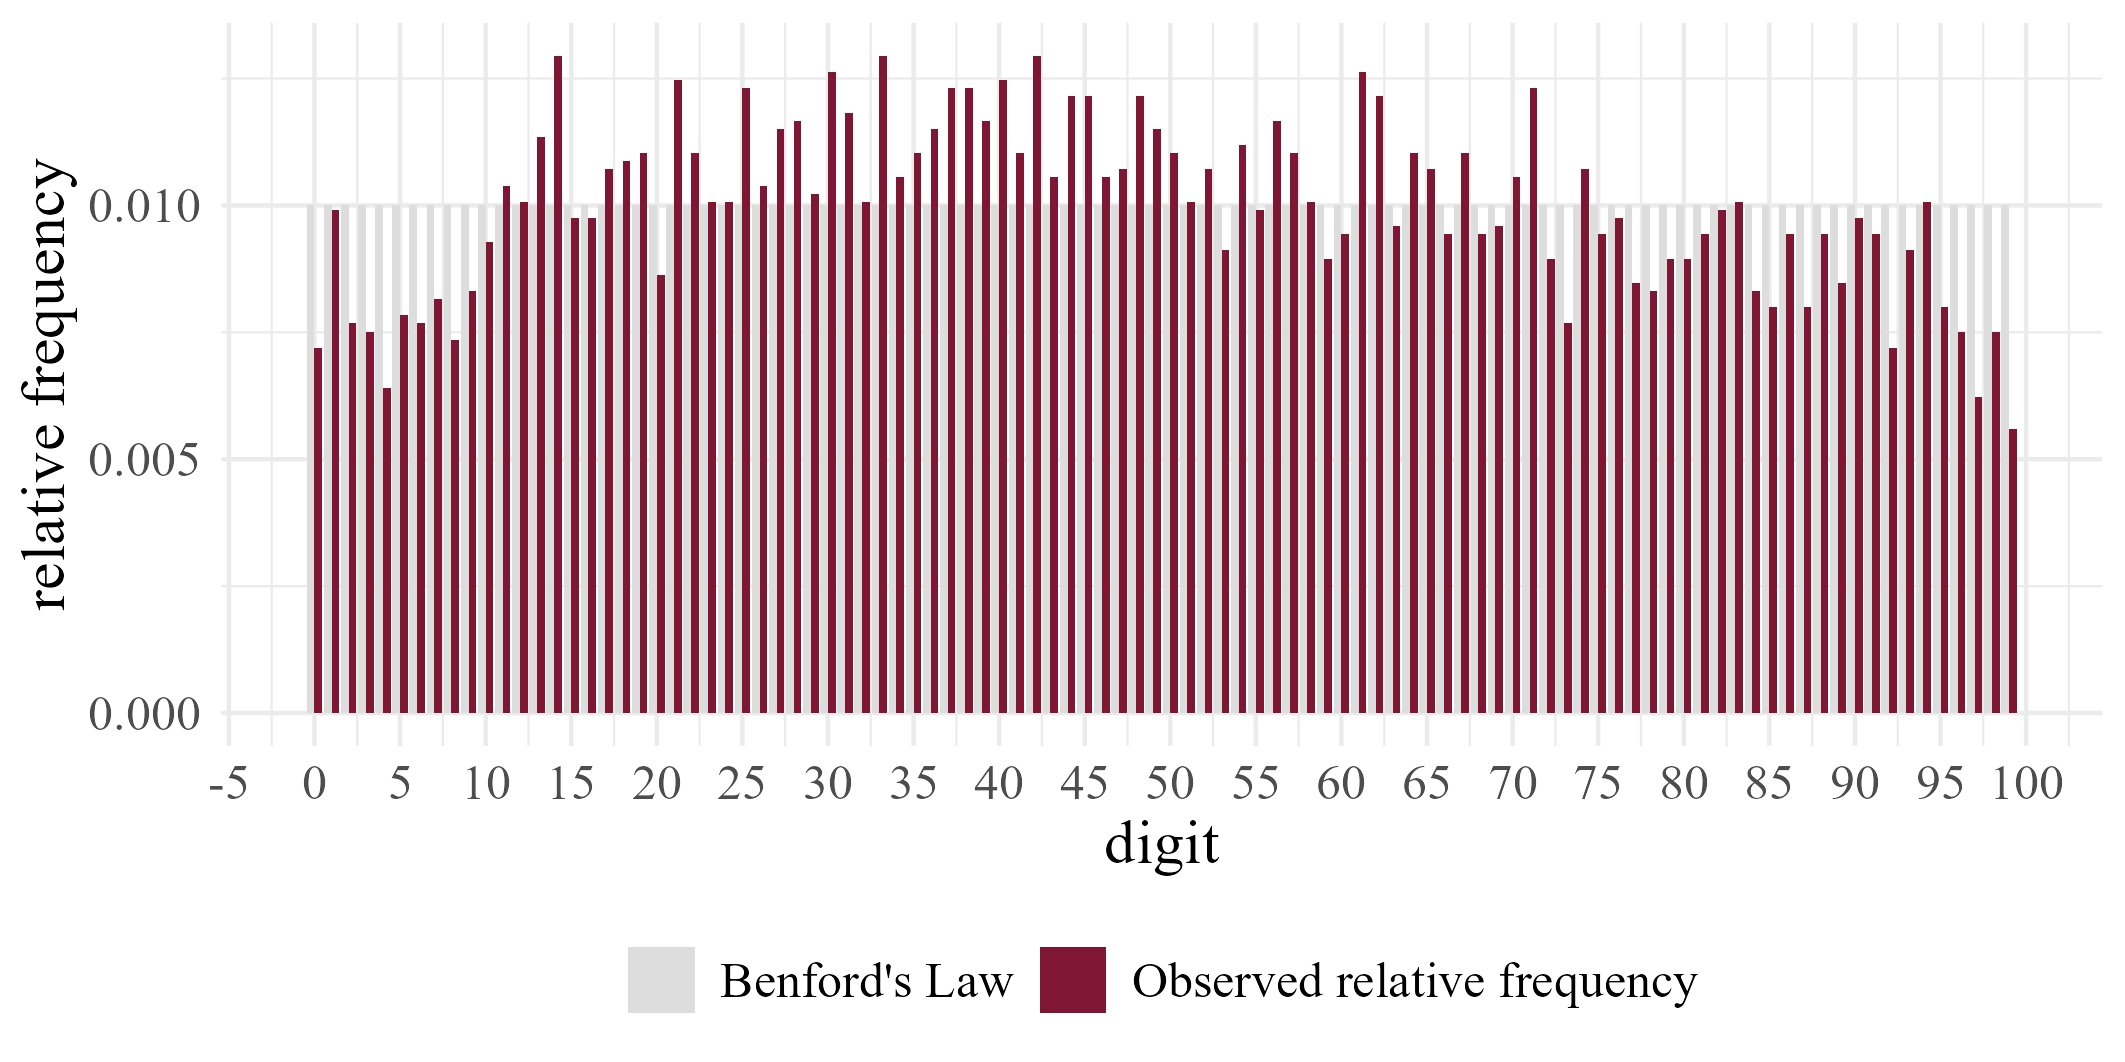 relative frequency
0.010
0.005
0.000
-5 0 5 10 15 20 25 30 35 40 45 50 55 60 65 70 75 80 85 90 95 100
digit
Benford's Law Observed relative frequency